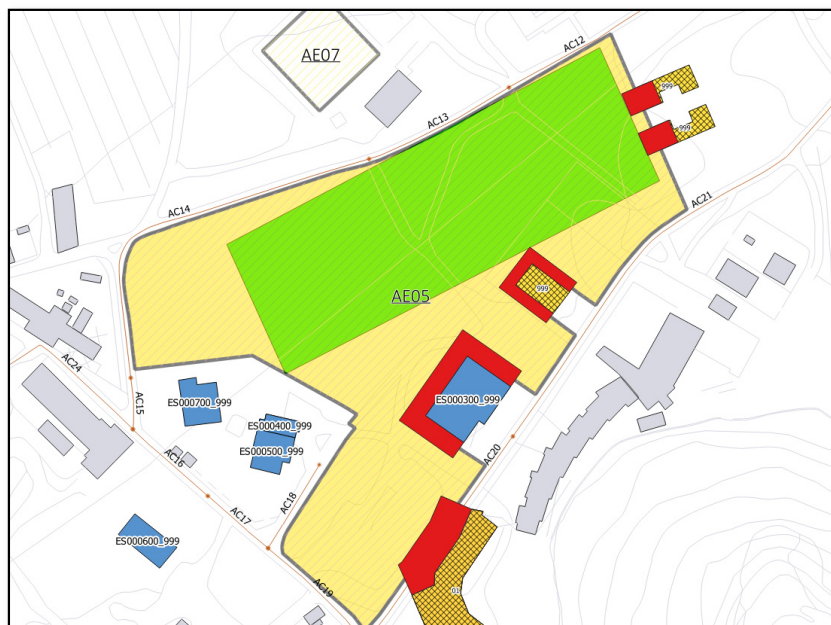 AC12
AE07
999
AC13
999
AC21
AC14
999
AE05
AC24
AC15
ES000700_999
ES000300_999
ES000400_999
ES000500_999
AC20
AC16
AC18
AC17
ES000600_999
AC19
01